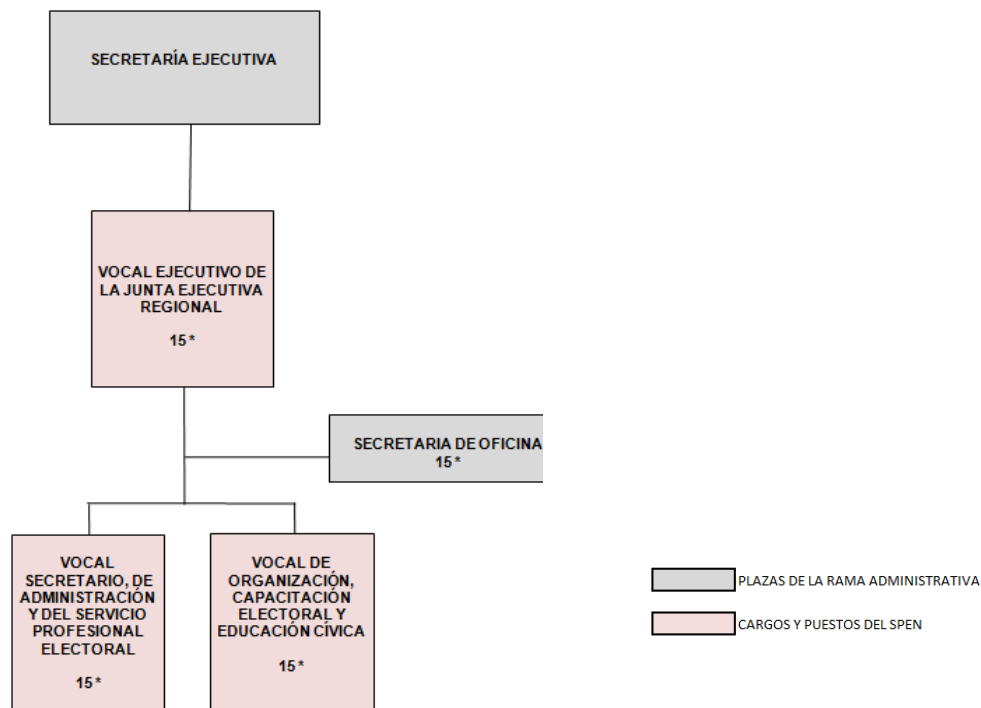 SECRETARÍA EJECUTIVA
VOCAL EJECUTIVO DE
LA JUNTA EJECUTIVA
REGIONAL
15*
SECRETARIA DE OFICINA
15*
VOCAL
SECRETARIO, DE
ADMINISTRACIÓN
Y DEL SERVICIO
PROFESIONAL
ELECTORAL
15*
VOCAL DE
ORGANIZACIÓN,
CAPACITACIÓN
ELECTORAL Y
EDUCACIÓN CÍVICA
15*
PLAZAS DE LA RAMA ADMINISTRATIVA
CARGOS Y PUESTOS DEL SPEN